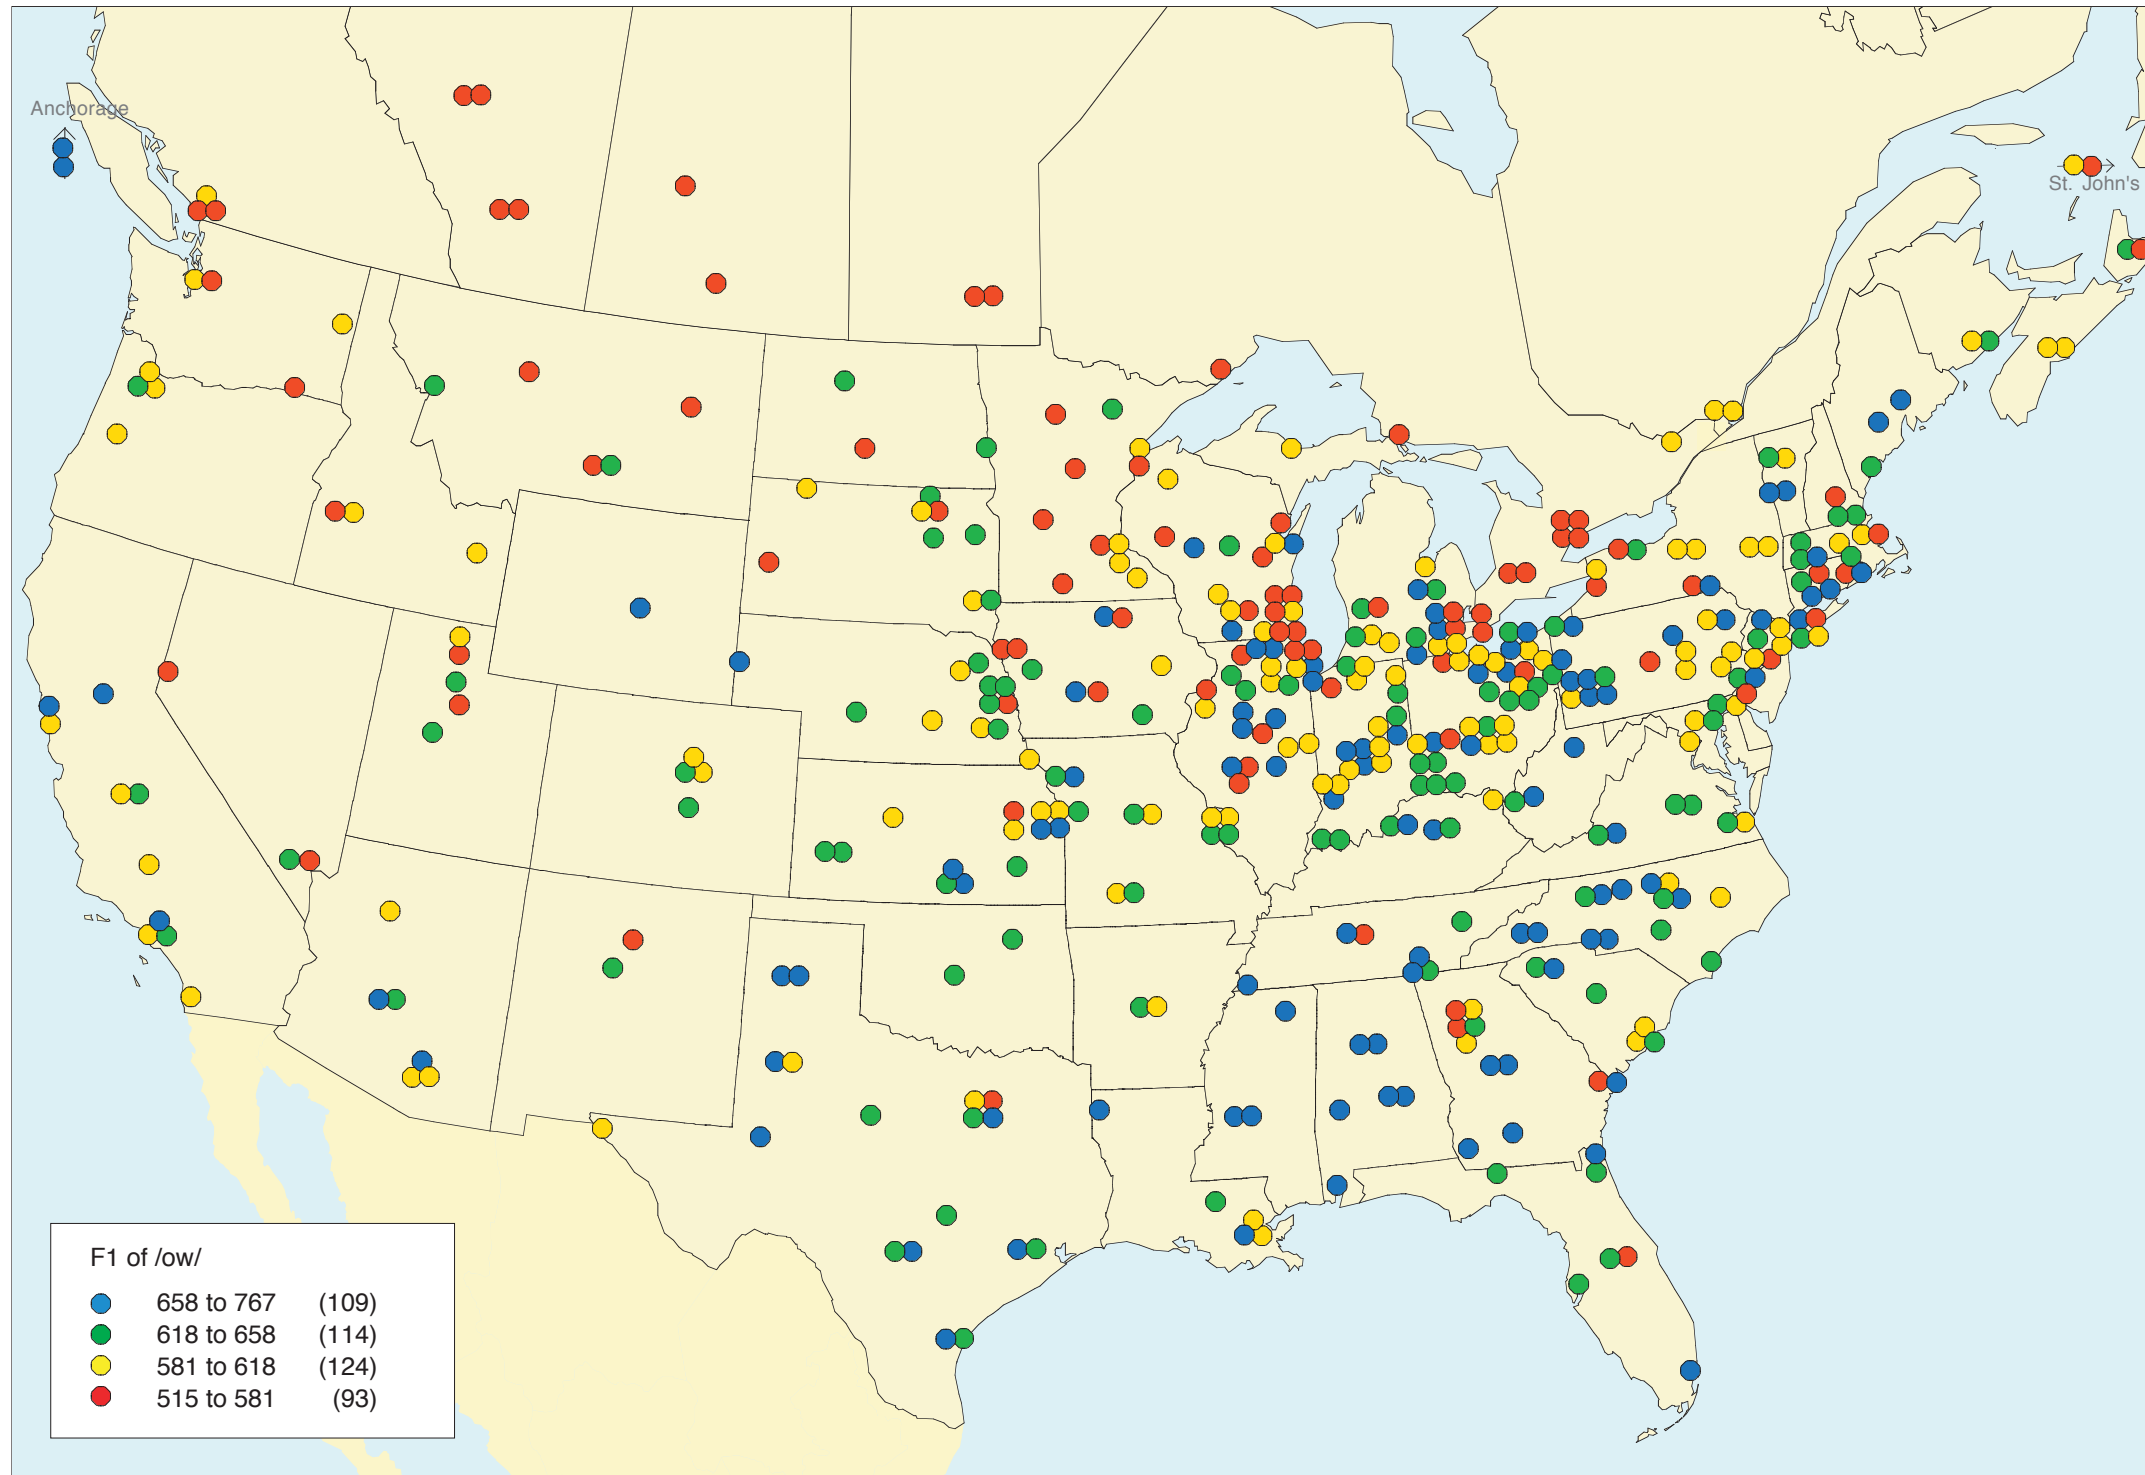 Anchorage
St. John's
F1 of /ow/
658 to 767 (109)
618 to 658 (114)
581 to 618 (124)
515 to 581 (93)